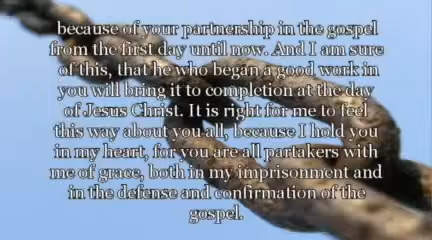 because of your partnership in the gospel
from the first day until now. And I am sure
of this, that he who began a good work in
you will bring it to completion at the day
of Jesus Christ. It is right for me to feel
this way about you all, because I hold you
in my heart, for you are all partakers with
me of grace, both in my imprisonment and
in the defense and confirmation of the
gospel.